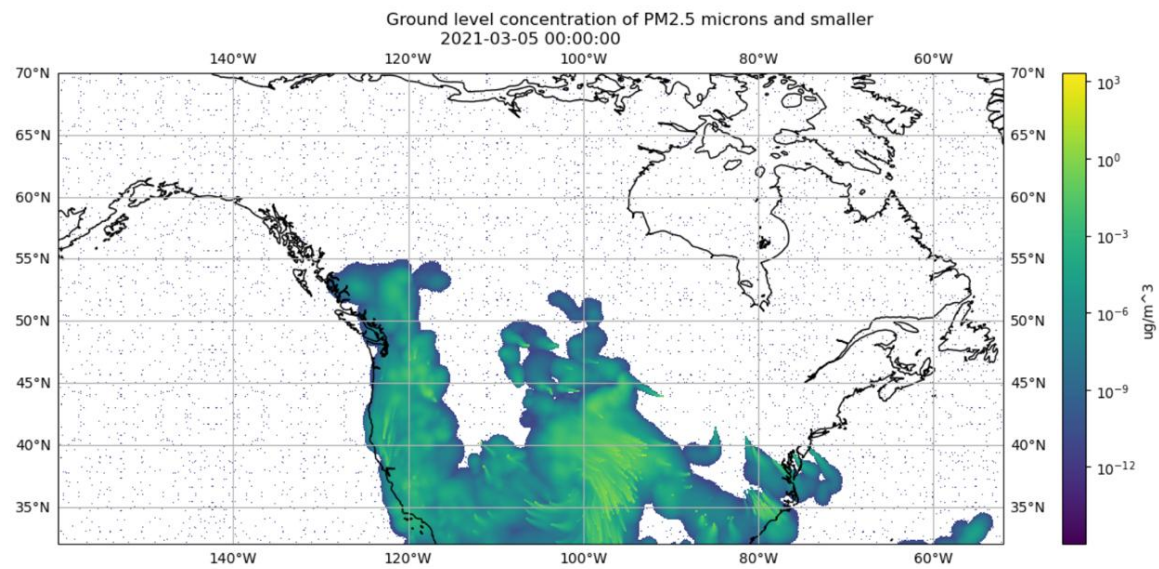 Ground level concentration of PM2.5 microns and smaller
2021-03-05 00:00:00
140°W 120°W 100°W 80°W 60°W
70°N 70°N 10³
65°N 65°N
60°N 60°N 10⁰
55°N 55°N 10⁻³
50°N 50°N 10⁻⁶ ug/m^3
45°N 45°N 10⁻⁹
40°N 40°N 10⁻¹²
35°N 35°N
140°W 120°W 100°W 80°W 60°W